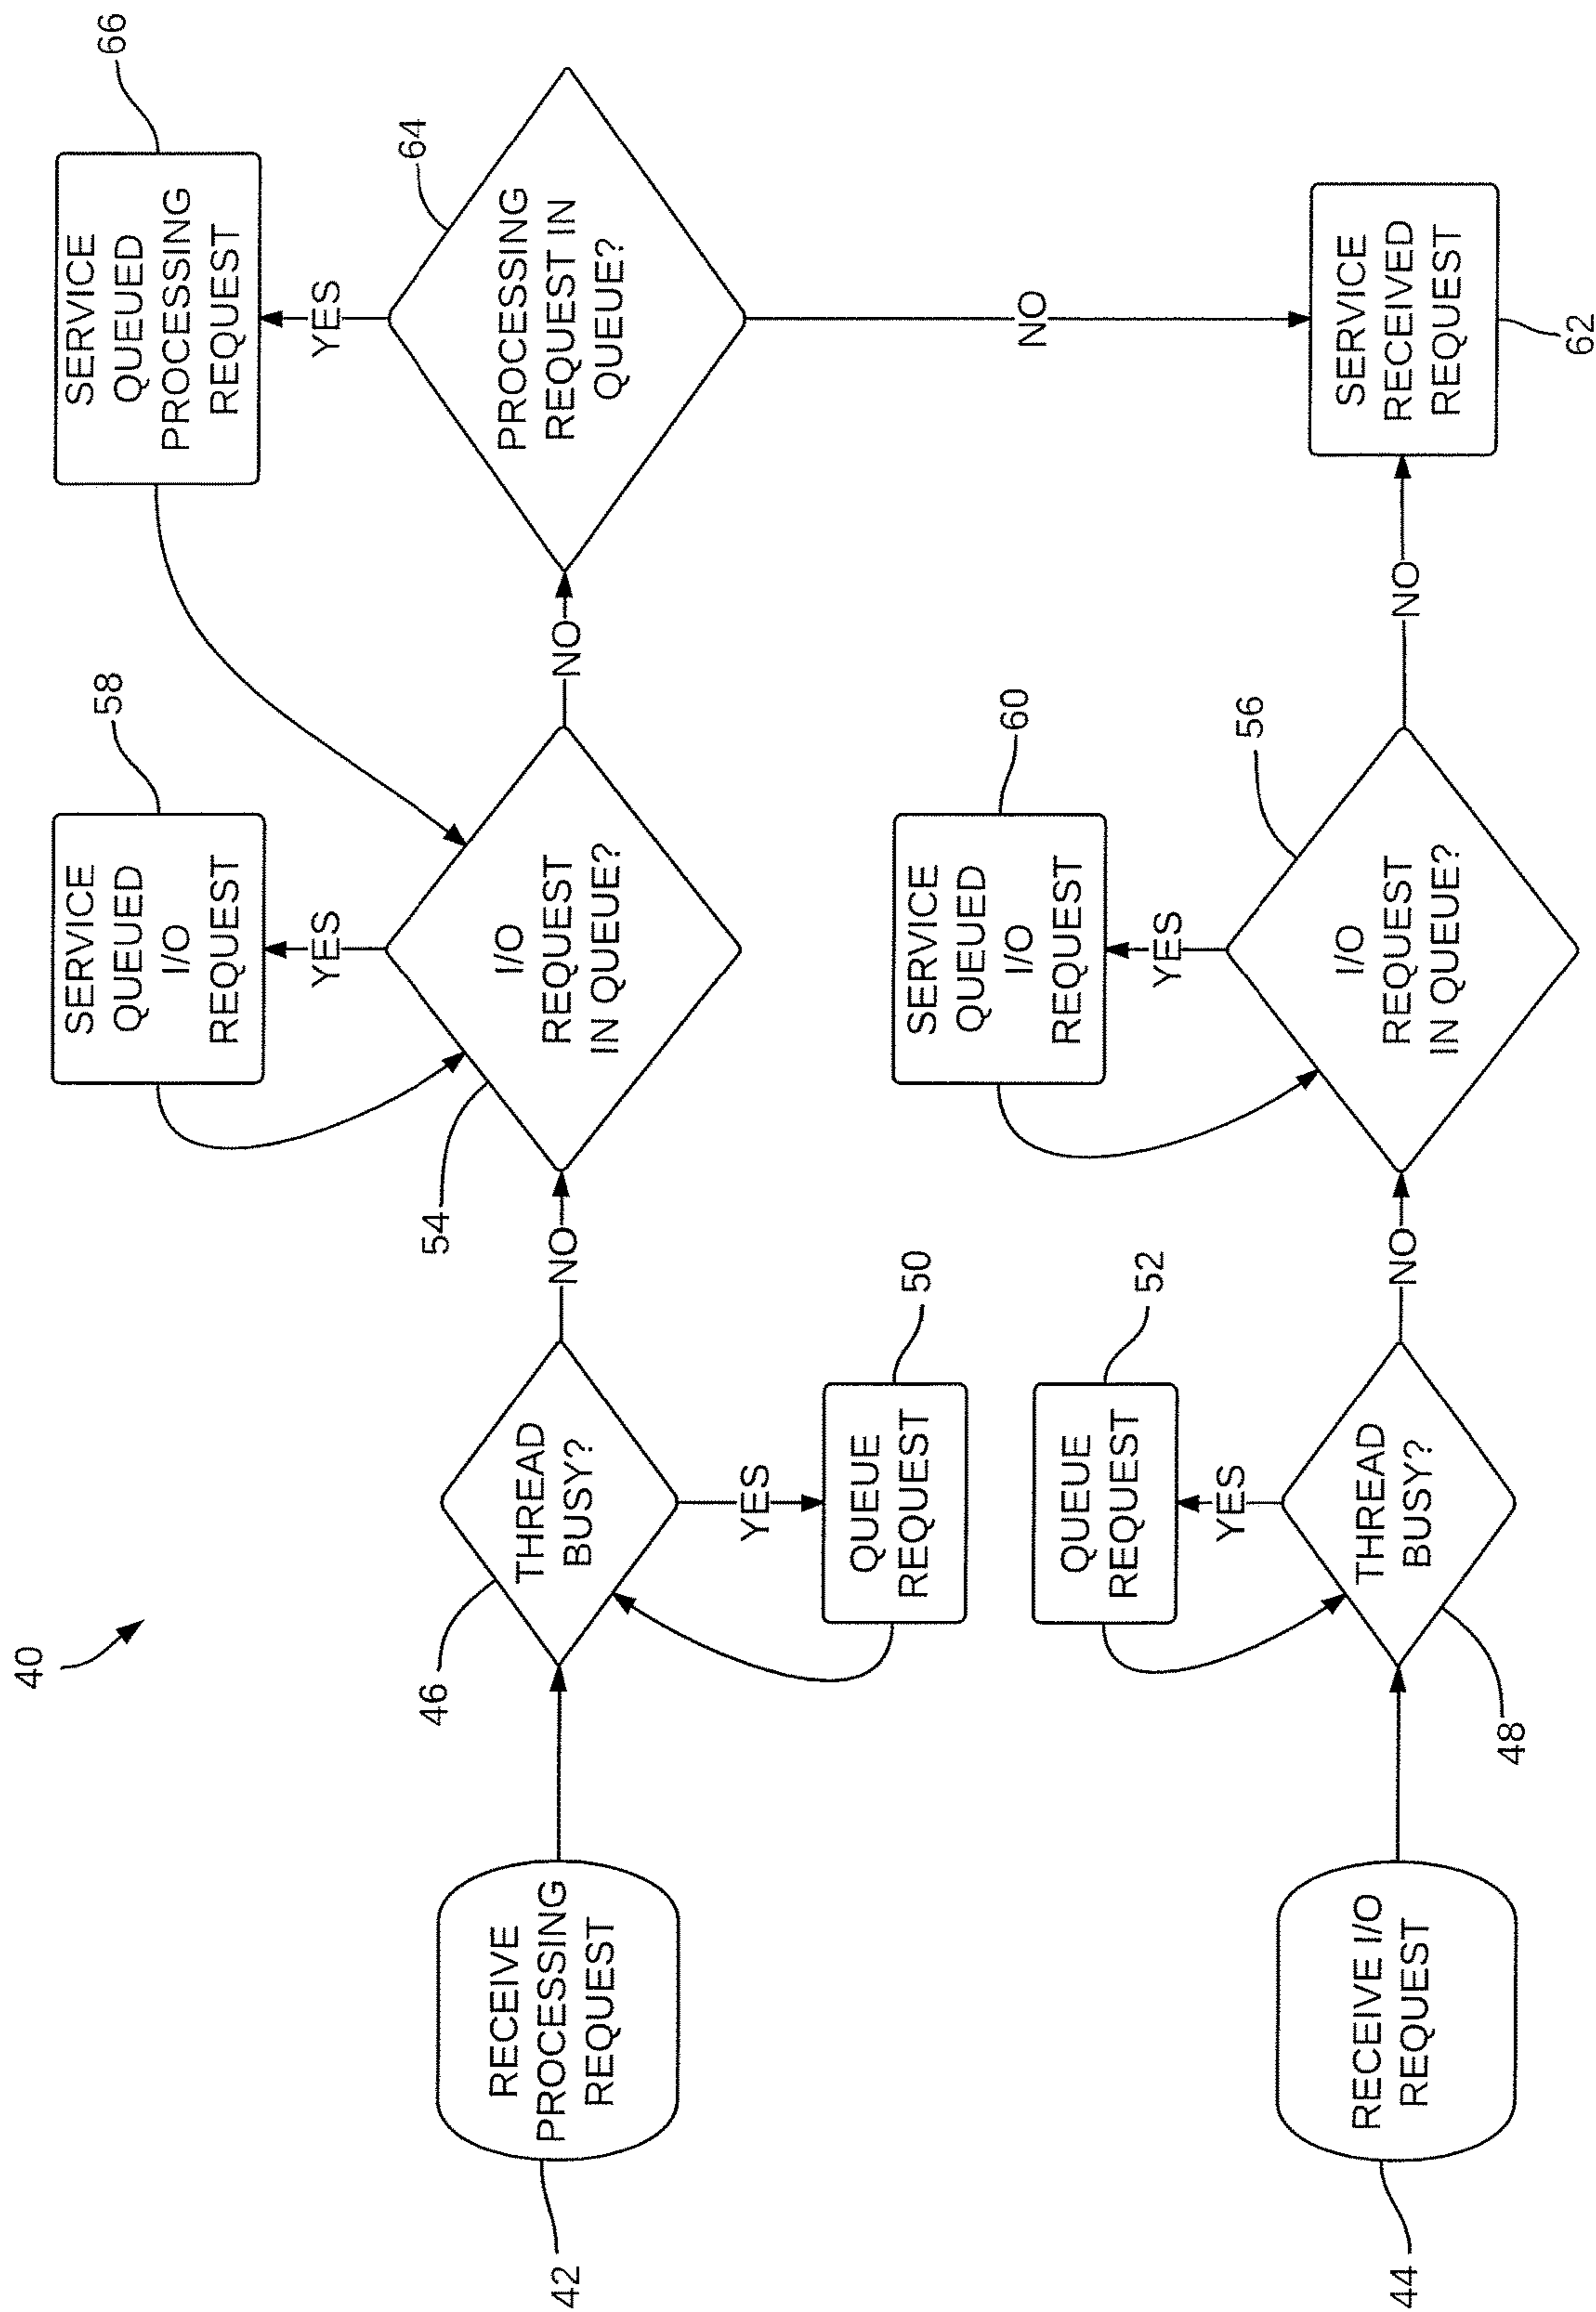 40
66
SERVICE
QUEUED
PROCESSING
REQUEST
58
SERVICE
QUEUED
I/O
REQUEST
YES
YES
64
46
54
RECEIVE
PROCESSING
REQUEST
THREAD
BUSY?
NO
I/O
REQUEST
IN QUEUE?
NO
PROCESSING
REQUEST IN
QUEUE?
42
YES
QUEUE
REQUEST
50
SERVICE
QUEUED
I/O
REQUEST
60
NO
QUEUE
REQUEST
52
YES
YES
56
RECEIVE I/O
REQUEST
THREAD
BUSY?
NO
I/O
REQUEST
IN QUEUE?
NO
SERVICE
RECEIVED
REQUEST
44
48
62